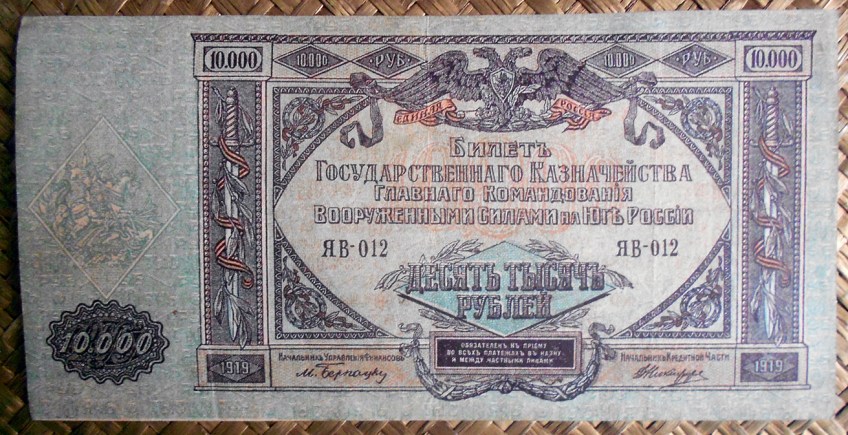 10.000 10.000 РУБ. 10.000 РУБ. 10.000
ЕДИНАЯ РОССІЯ
Билетъ
Государственнаго Казначейства
Главнаго Командованія
Вооруженными Силами на Югѣ Россіи
ЯВ-012 ЯВ-012
ДЕСЯТЬ ТЫСЯЧЪ
РУБЛЕЙ
10.000
ОБЯЗАТЕЛЕНЪ КЪ ПРІЕМУ
ВО ВСѢХЪ ПЛАТЕЖАХЪ ВЪ КАЗНУ
И МЕЖДУ ЧАСТНЫМИ ЛИЦАМИ
Начальникъ Управленія Финансовъ
Начальникъ Кредитной Части
1919 1919